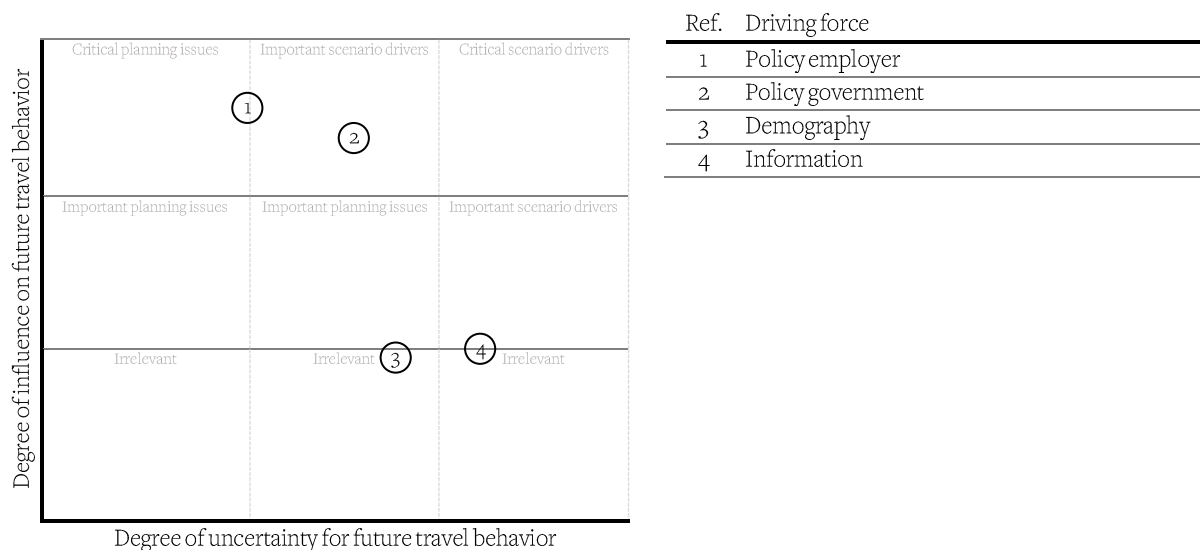 Critical planning issues
Important scenario drivers
Critical scenario drivers
1
2
Important planning issues
Important planning issues
Important scenario drivers
Irrelevant
Irrelevant
3
4
Irrelevant
Degree of influence on future travel behavior
Degree of uncertainty for future travel behavior
Ref. Driving force
1 Policy employer
2 Policy government
3 Demography
4 Information